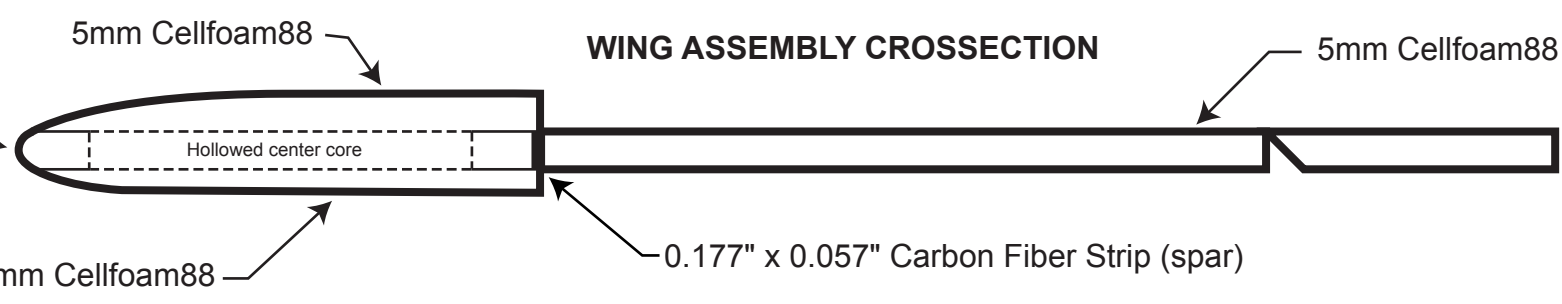 5mm Cellfoam88
WING ASSEMBLY CROSSECTION
5mm Cellfoam88
Hollowed center core
0.177" x 0.057" Carbon Fiber Strip (spar)
mm Cellfoam88